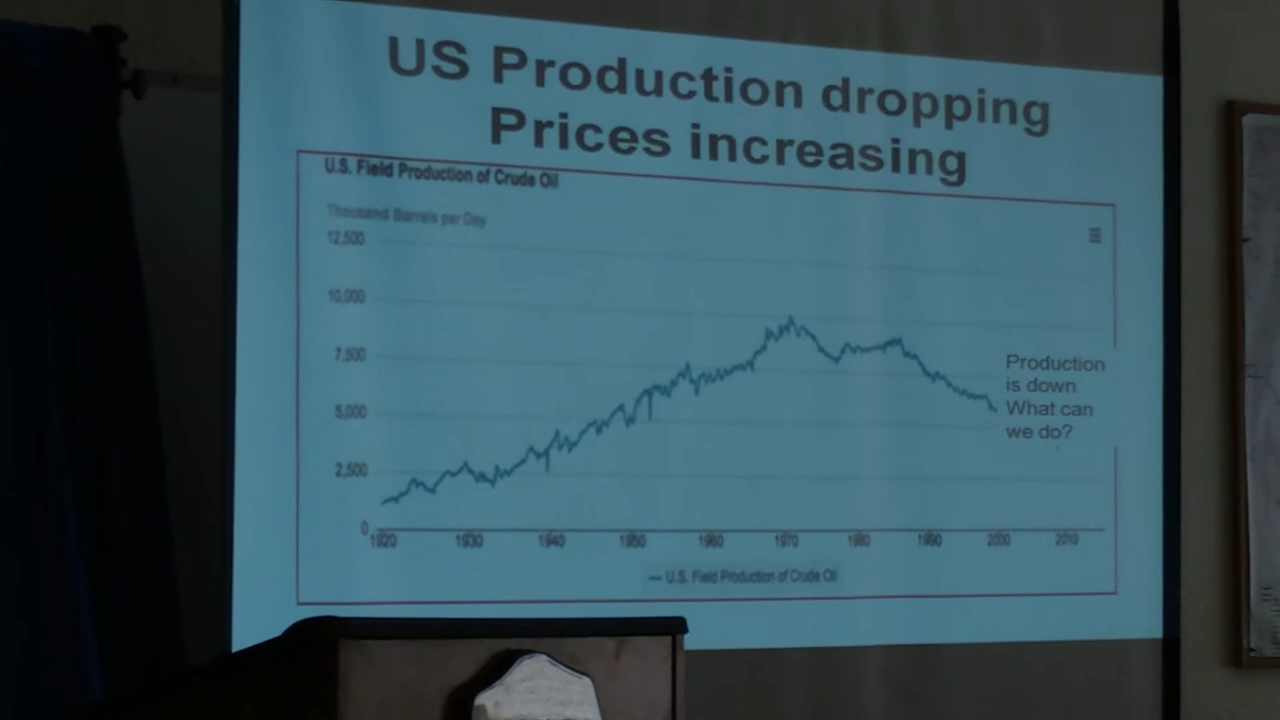 US Production dropping
Prices increasing
U.S. Field Production of Crude Oil
Thousand Barrels per Day
12,500
10,000
7,500
5,000
2,500
0
Production
is down
What can
we do?
1920 1930 1940 1950 1960 1970 1980 1990 2000 2010
U.S. Field Production of Crude Oil